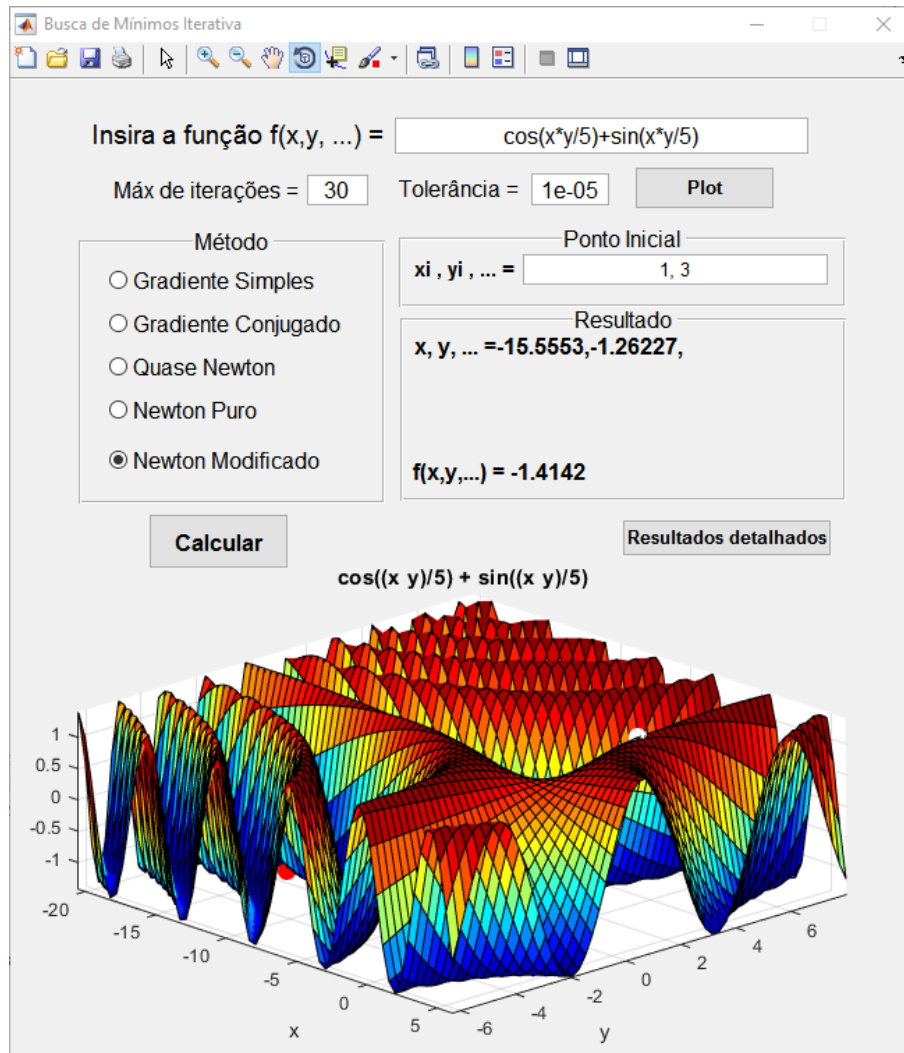 Busca de Mínimos Iterativa
Insira a função f(x,y, ...) = cos(x*y/5)+sin(x*y/5)
Máx de iterações = 30 Tolerância = 1e-05 Plot
Método
Gradiente Simples
Gradiente Conjugado
Quase Newton
Newton Puro
Newton Modificado
Ponto Inicial
xi , yi , ... = 1, 3
Resultado
x, y, ... =-15.5553,-1.26227,
f(x,y,...) = -1.4142
Calcular
Resultados detalhados
cos((x y)/5) + sin((x y)/5)
1
0.5
0
-0.5
-1
-20
-15
-10
-5
0
5
x
-6
-4
-2
0
2
4
6
y